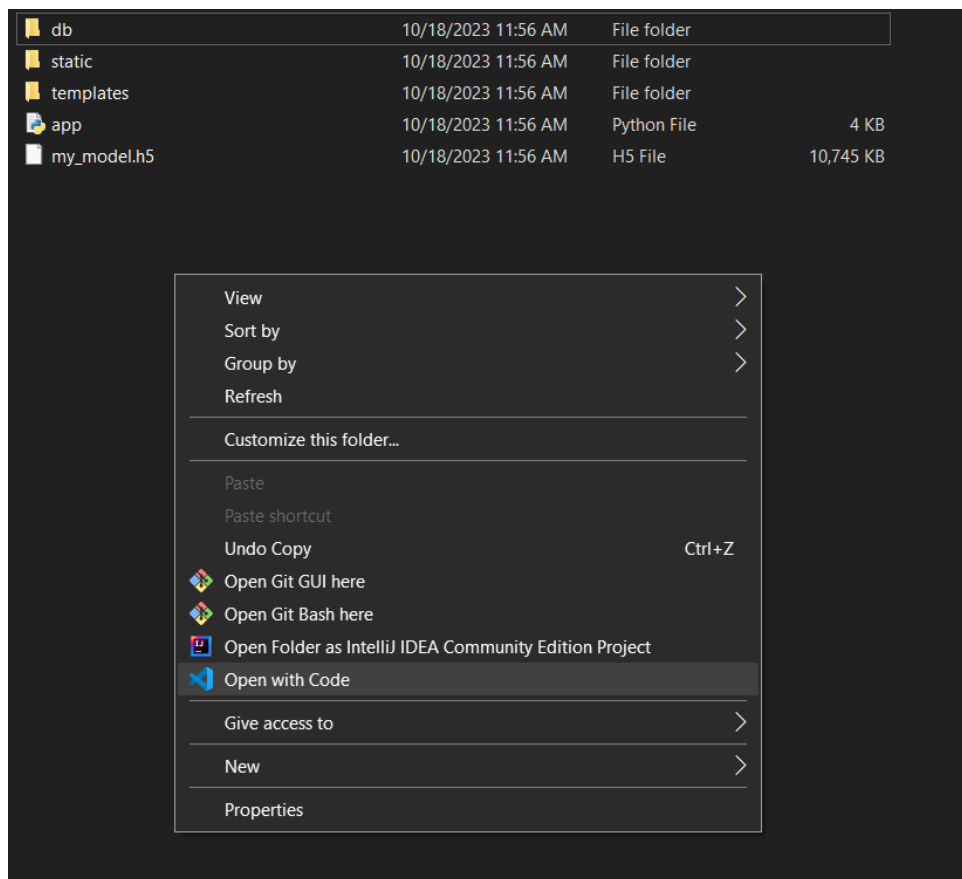 db 10/18/2023 11:56 AM File folder
static 10/18/2023 11:56 AM File folder
templates 10/18/2023 11:56 AM File folder
app 10/18/2023 11:56 AM Python File 4 KB
my_model.h5 10/18/2023 11:56 AM H5 File 10,745 KB
View
Sort by
Group by
Refresh
Customize this folder...
Paste
Paste shortcut
Undo Copy Ctrl+Z
Open Git GUI here
Open Git Bash here
Open Folder as IntelliJ IDEA Community Edition Project
Open with Code
Give access to
New
Properties